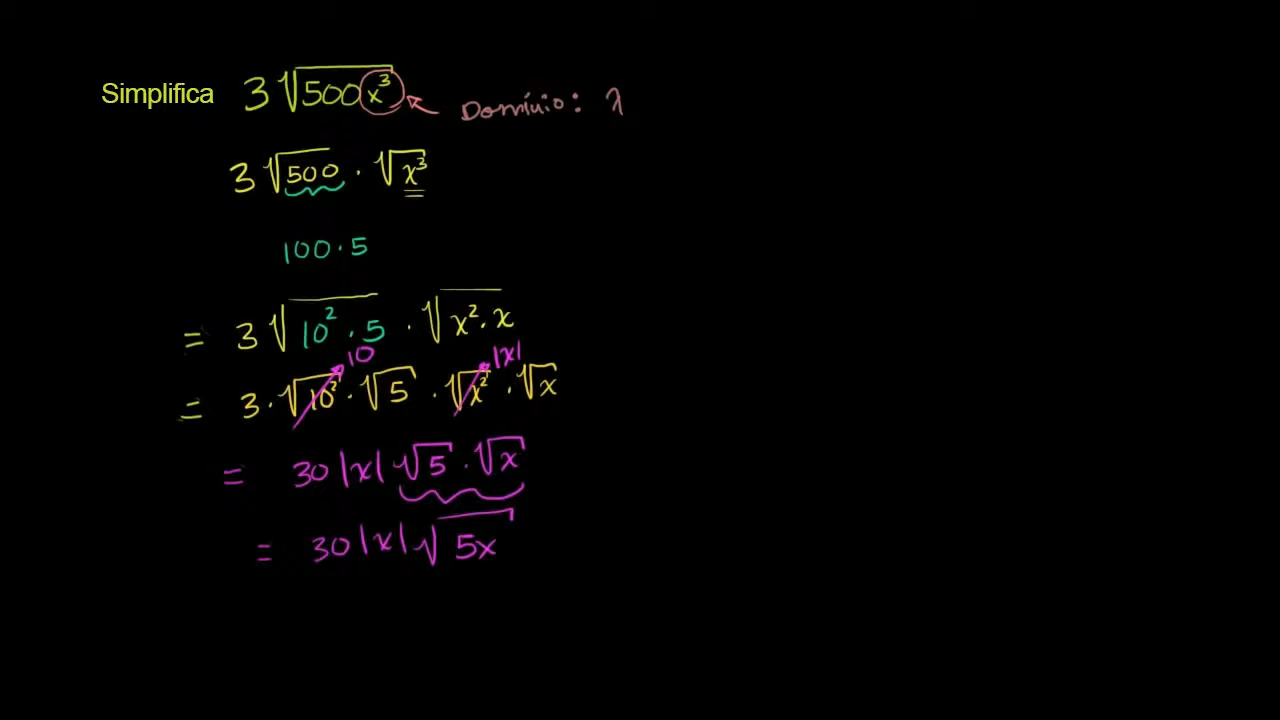 Simplifica 3√500x³ Domínio: x
3√500 · √x³
100 · 5
= 3√10² · 5 · √x² · x
10 |x|
= 3 · √10² · √5 · √x² · √x
= 30|x|√5 · √x
= 30|x|√5x